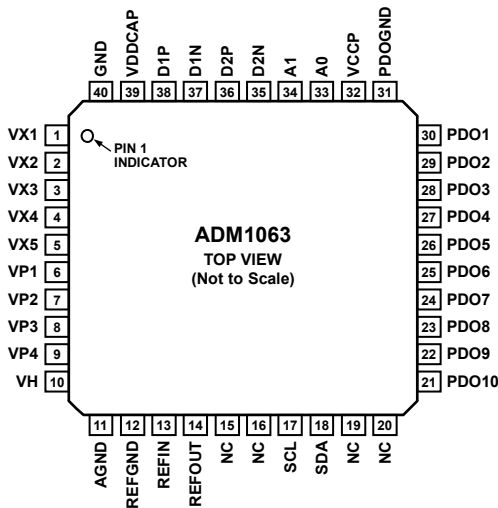 GND
VDDCAP
D1P
D1N
D2P
D2N
A1
A0
VCCP
PDOGND
40 39 38 37 36 35 34 33 32 31
VX1 1
VX2 2
VX3 3
VX4 4
VX5 5
VP1 6
VP2 7
VP3 8
VP4 9
VH 10
PIN 1
INDICATOR
ADM1063
TOP VIEW
(Not to Scale)
30 PDO1
29 PDO2
28 PDO3
27 PDO4
26 PDO5
25 PDO6
24 PDO7
23 PDO8
22 PDO9
21 PDO10
11 12 13 14 15 16 17 18 19 20
AGND
REFGND
REFIN
REFOUT
NC
NC
SCL
SDA
NC
NC